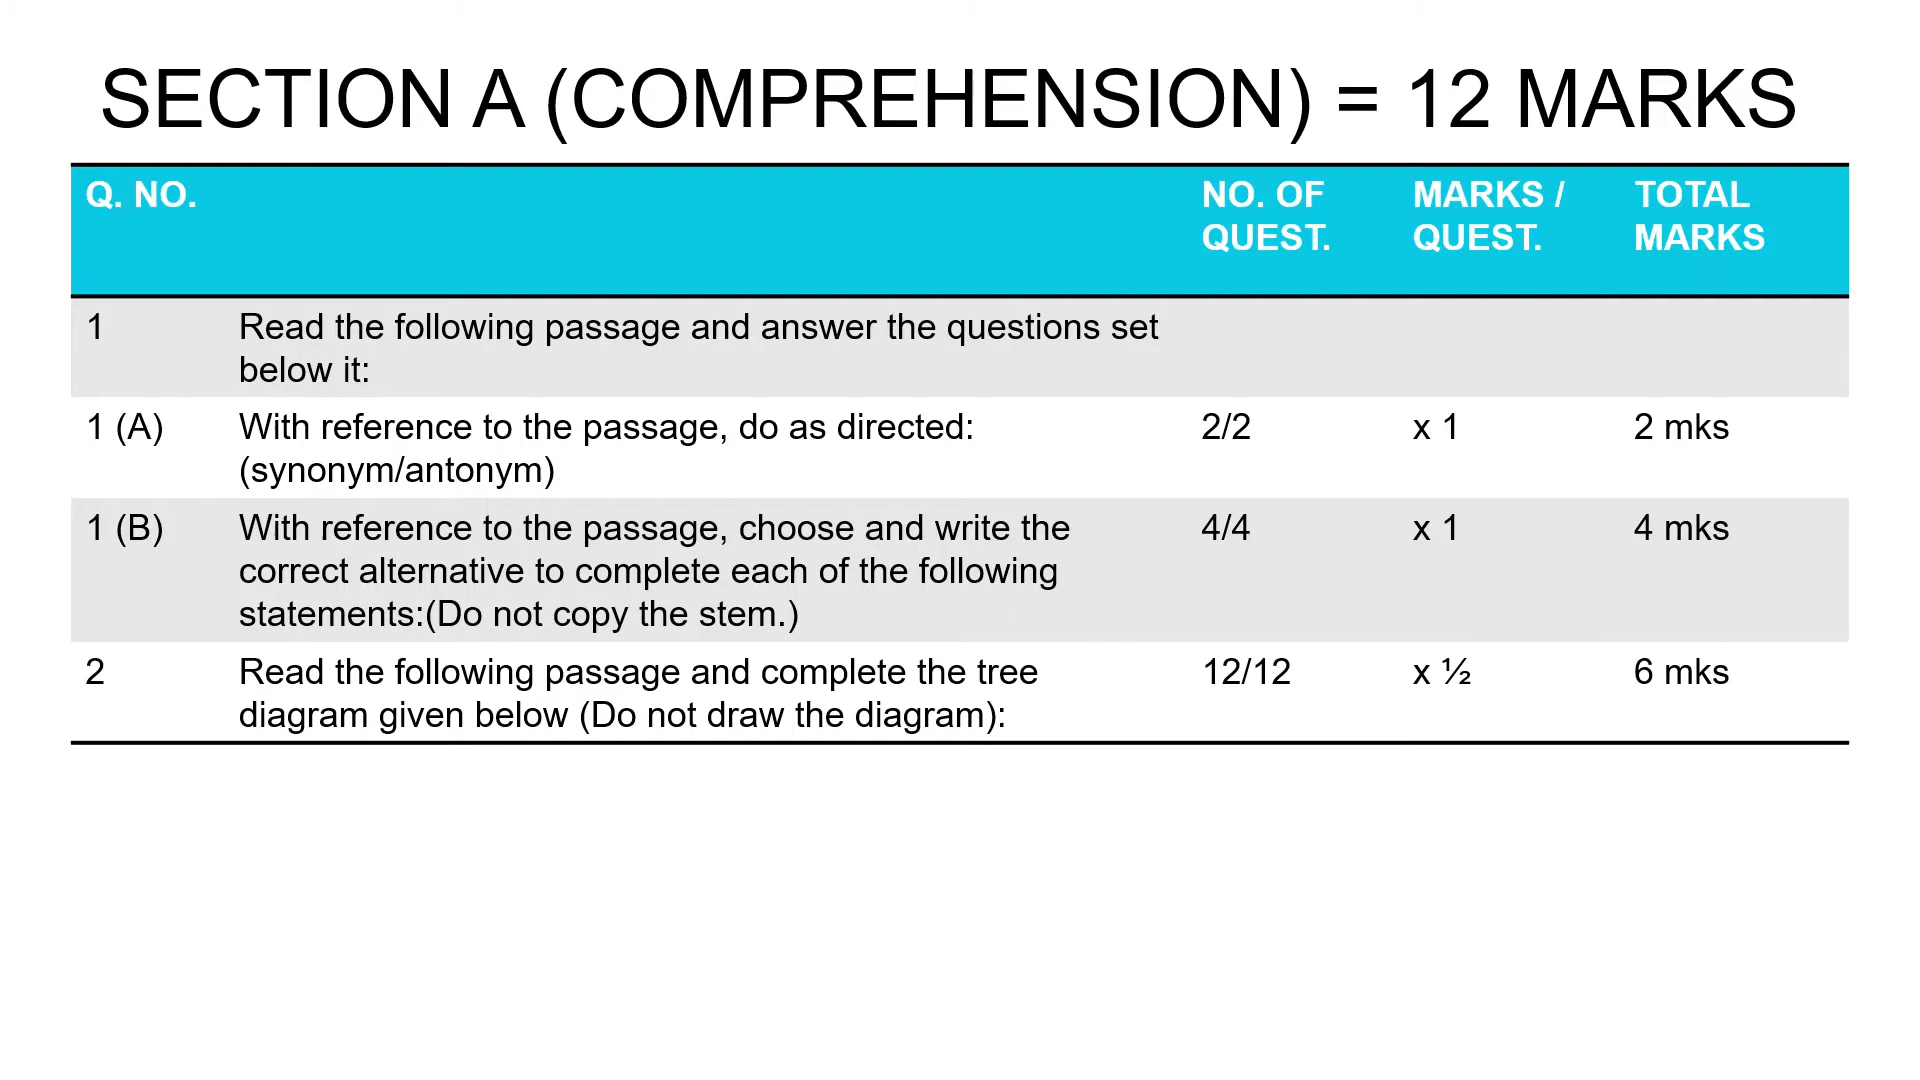 SECTION A (COMPREHENSION) = 12 MARKS
Q. NO. NO. OF QUEST. MARKS / QUEST. TOTAL MARKS
1 Read the following passage and answer the questions set
below it:
1 (A) With reference to the passage, do as directed: 2/2 x 1 2 mks
(synonym/antonym)
1 (B) With reference to the passage, choose and write the 4/4 x 1 4 mks
correct alternative to complete each of the following
statements:(Do not copy the stem.)
2 Read the following passage and complete the tree 12/12 x ½ 6 mks
diagram given below (Do not draw the diagram):